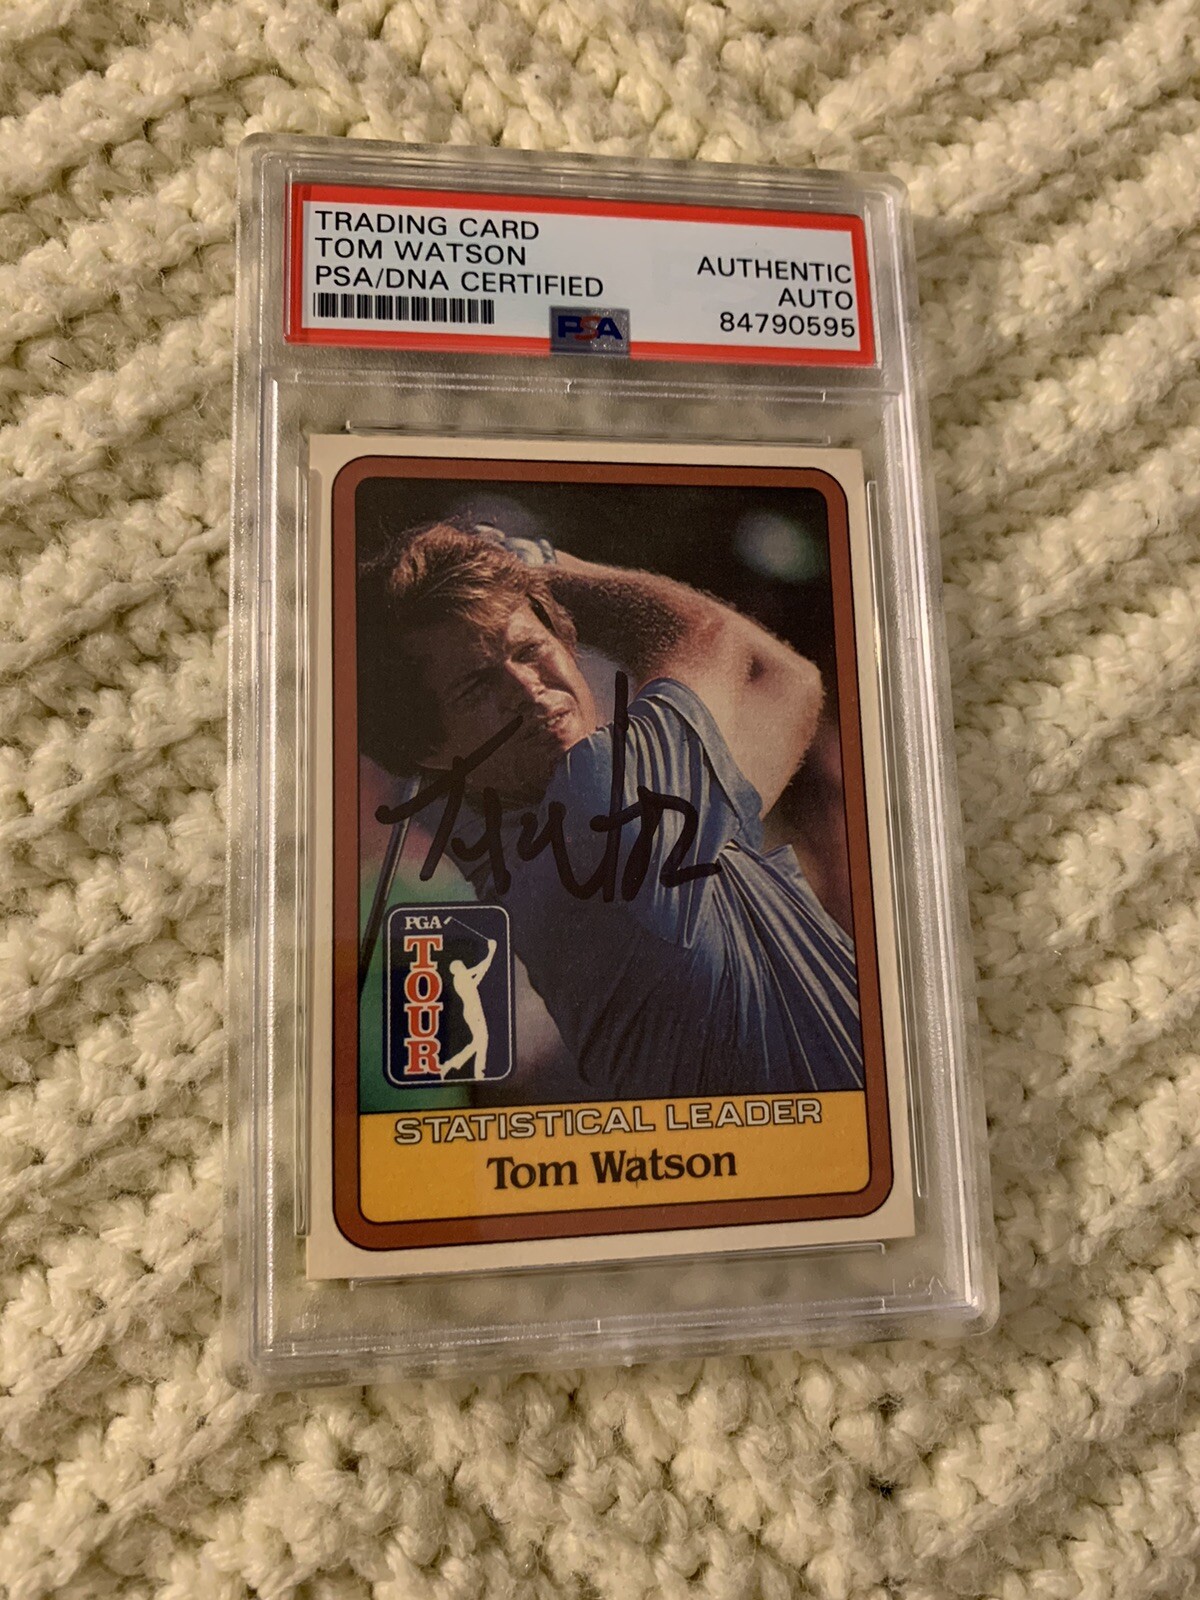 TRADING CARD
TOM WATSON
PSA/DNA CERTIFIED
AUTHENTIC
AUTO
84790595
PSA
PGA
TOUR
STATISTICAL LEADER
Tom Watson